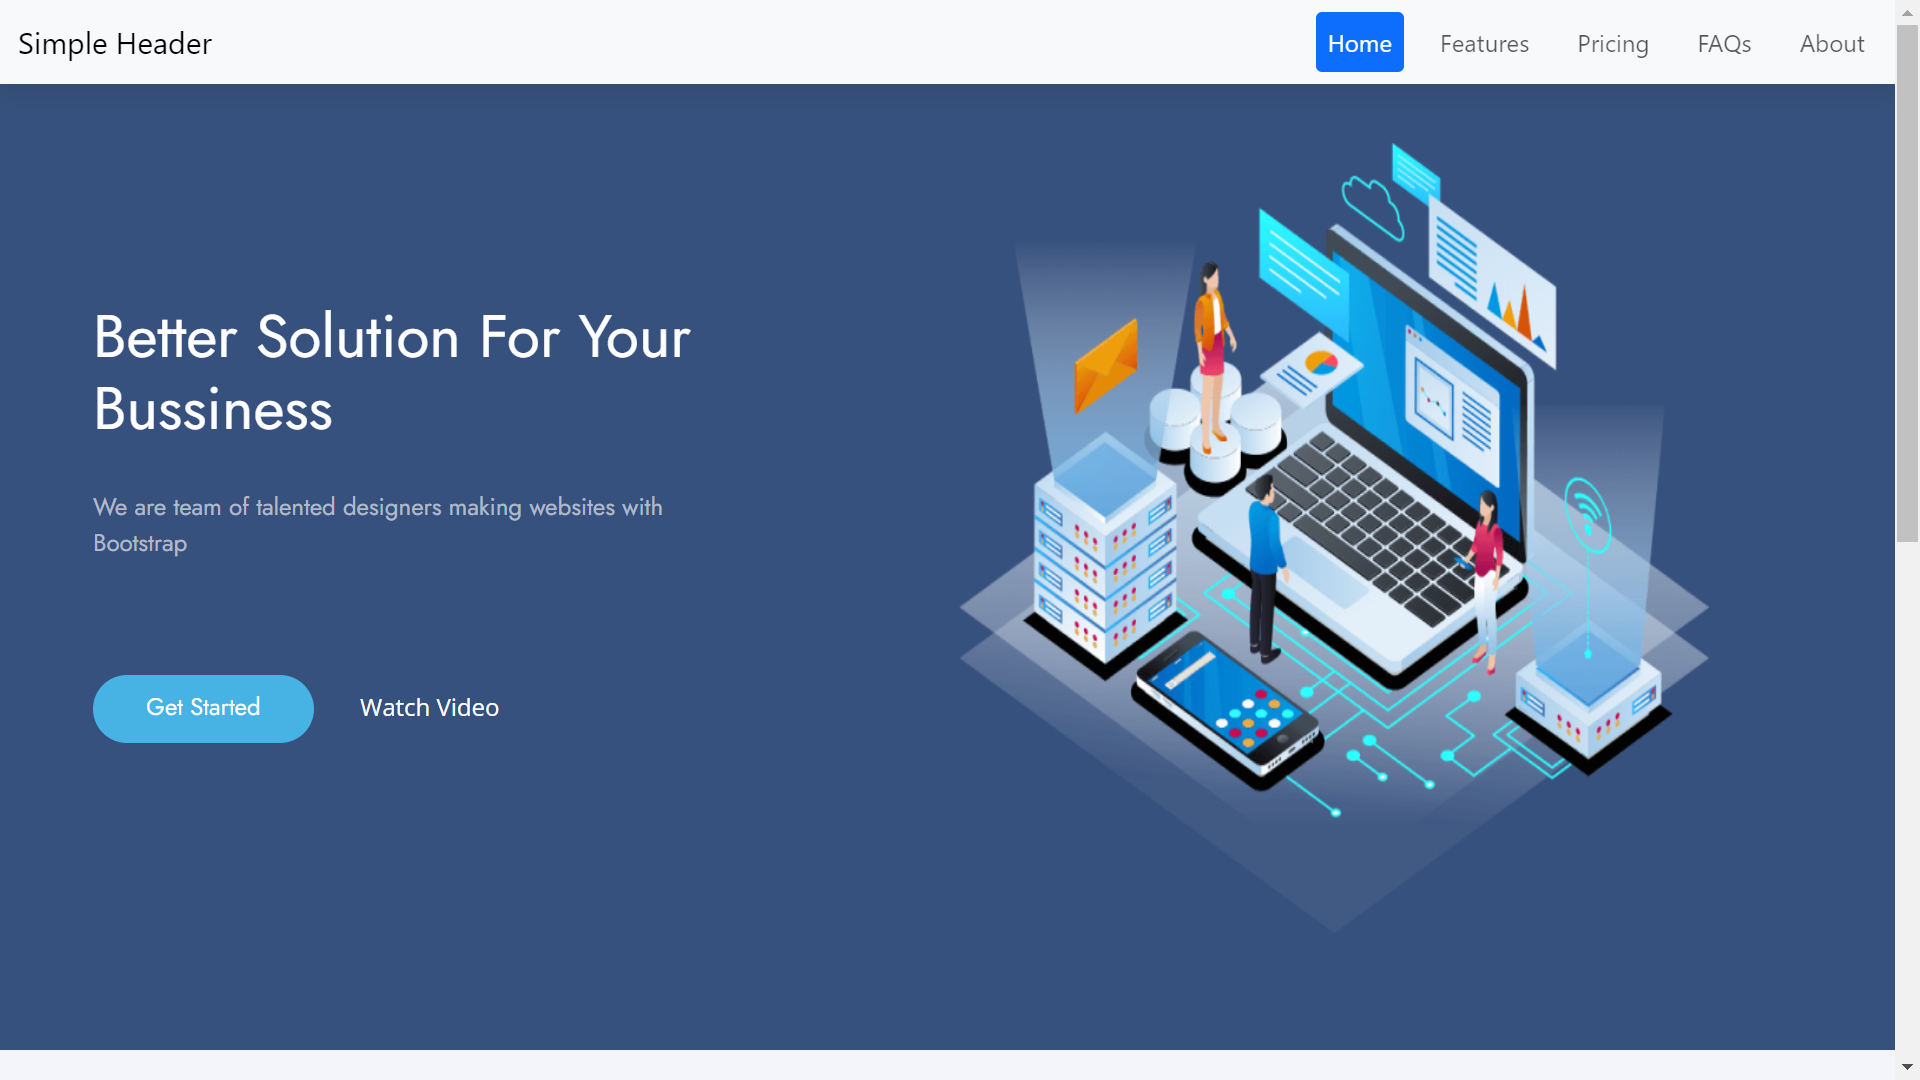 Simple Header
Home
Features
Pricing
FAQs
About
Better Solution For Your
Bussiness
We are team of talented designers making websites with
Bootstrap
Get Started
Watch Video